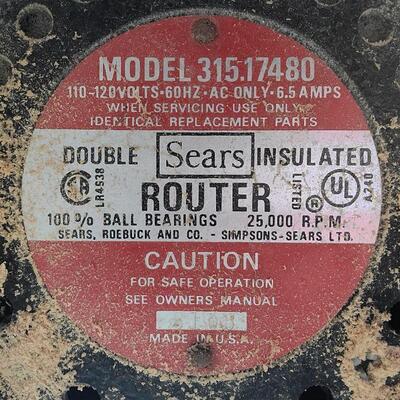 MODEL 315.17480
110-120VOLTS·60HZ·AC ONLY·6.5 AMPS
WHEN SERVICING USE ONLY
IDENTICAL REPLACEMENT PARTS
DOUBLE Sears INSULATED
LR4938 ROUTER LISTED ® UL A240
100% BALL BEARINGS 25,000 R.P.M.
SEARS, ROEBUCK AND CO. - SIMPSONS-SEARS LTD.
CAUTION
FOR SAFE OPERATION
SEE OWNERS MANUAL
MADE IN U.S.A.